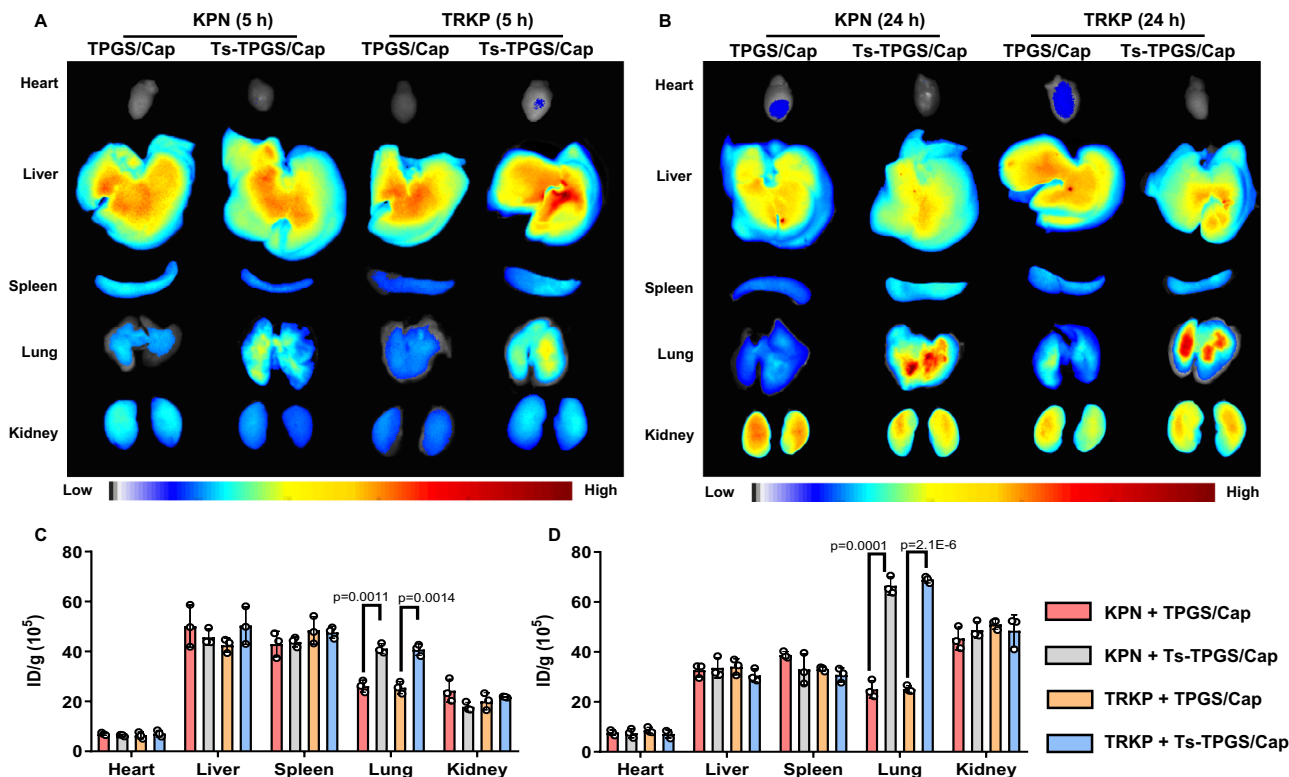 A
KPN (5 h) TRKP (5 h)
TPGS/Cap Ts-TPGS/Cap TPGS/Cap Ts-TPGS/Cap
Heart
Liver
Spleen
Lung
Kidney
Low High
B
KPN (24 h) TRKP (24 h)
TPGS/Cap Ts-TPGS/Cap TPGS/Cap Ts-TPGS/Cap
Heart
Liver
Spleen
Lung
Kidney
Low High
C
ID/g (10⁵)
80
60
40
20
0
p=0.0011 p=0.0014
Heart Liver Spleen Lung Kidney
D
ID/g (10⁵)
80
60
40
20
0
p=0.0001 p=2.1E-6
Heart Liver Spleen Lung Kidney
KPN + TPGS/Cap
KPN + Ts-TPGS/Cap
TRKP + TPGS/Cap
TRKP + Ts-TPGS/Cap